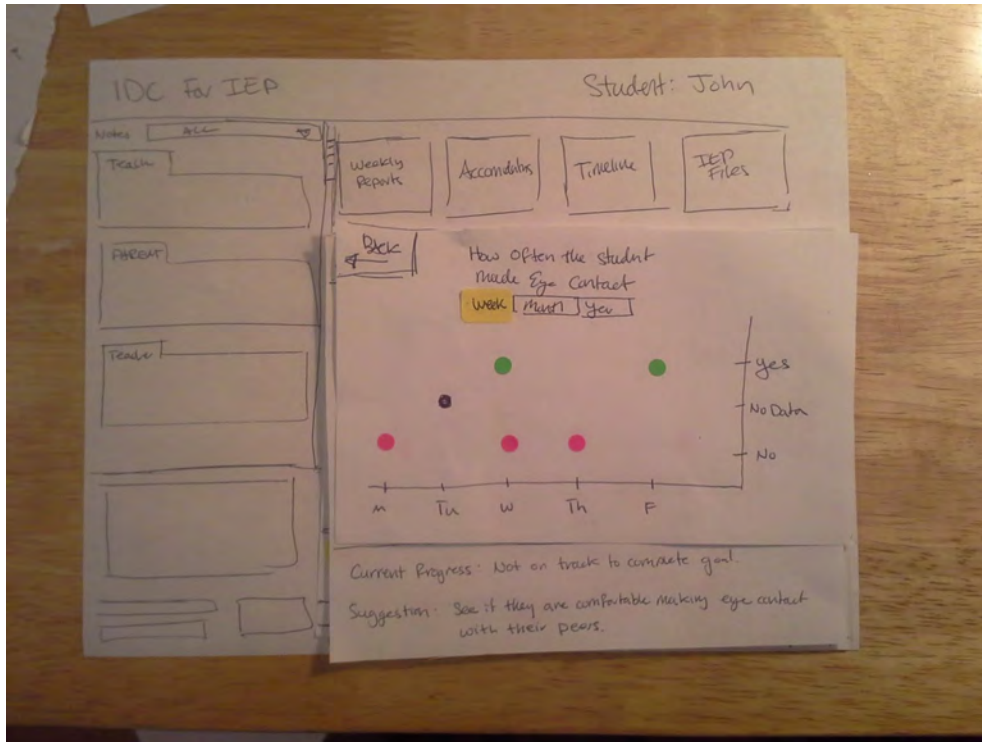 IDC For IEP
Student: John
Notes
ALL
Teacher
PARENT
Teacher
Weekly
Reports
Timeline
IEP
Files
BACK
How Often the student
made Eye Contact
Week
Month
Year
Yes
No Data
No
M
Tu
W
Th
F
Current Progress: Not on track to complete goal.
Suggestion: See if they are comfortable making eye contact
with their peers.